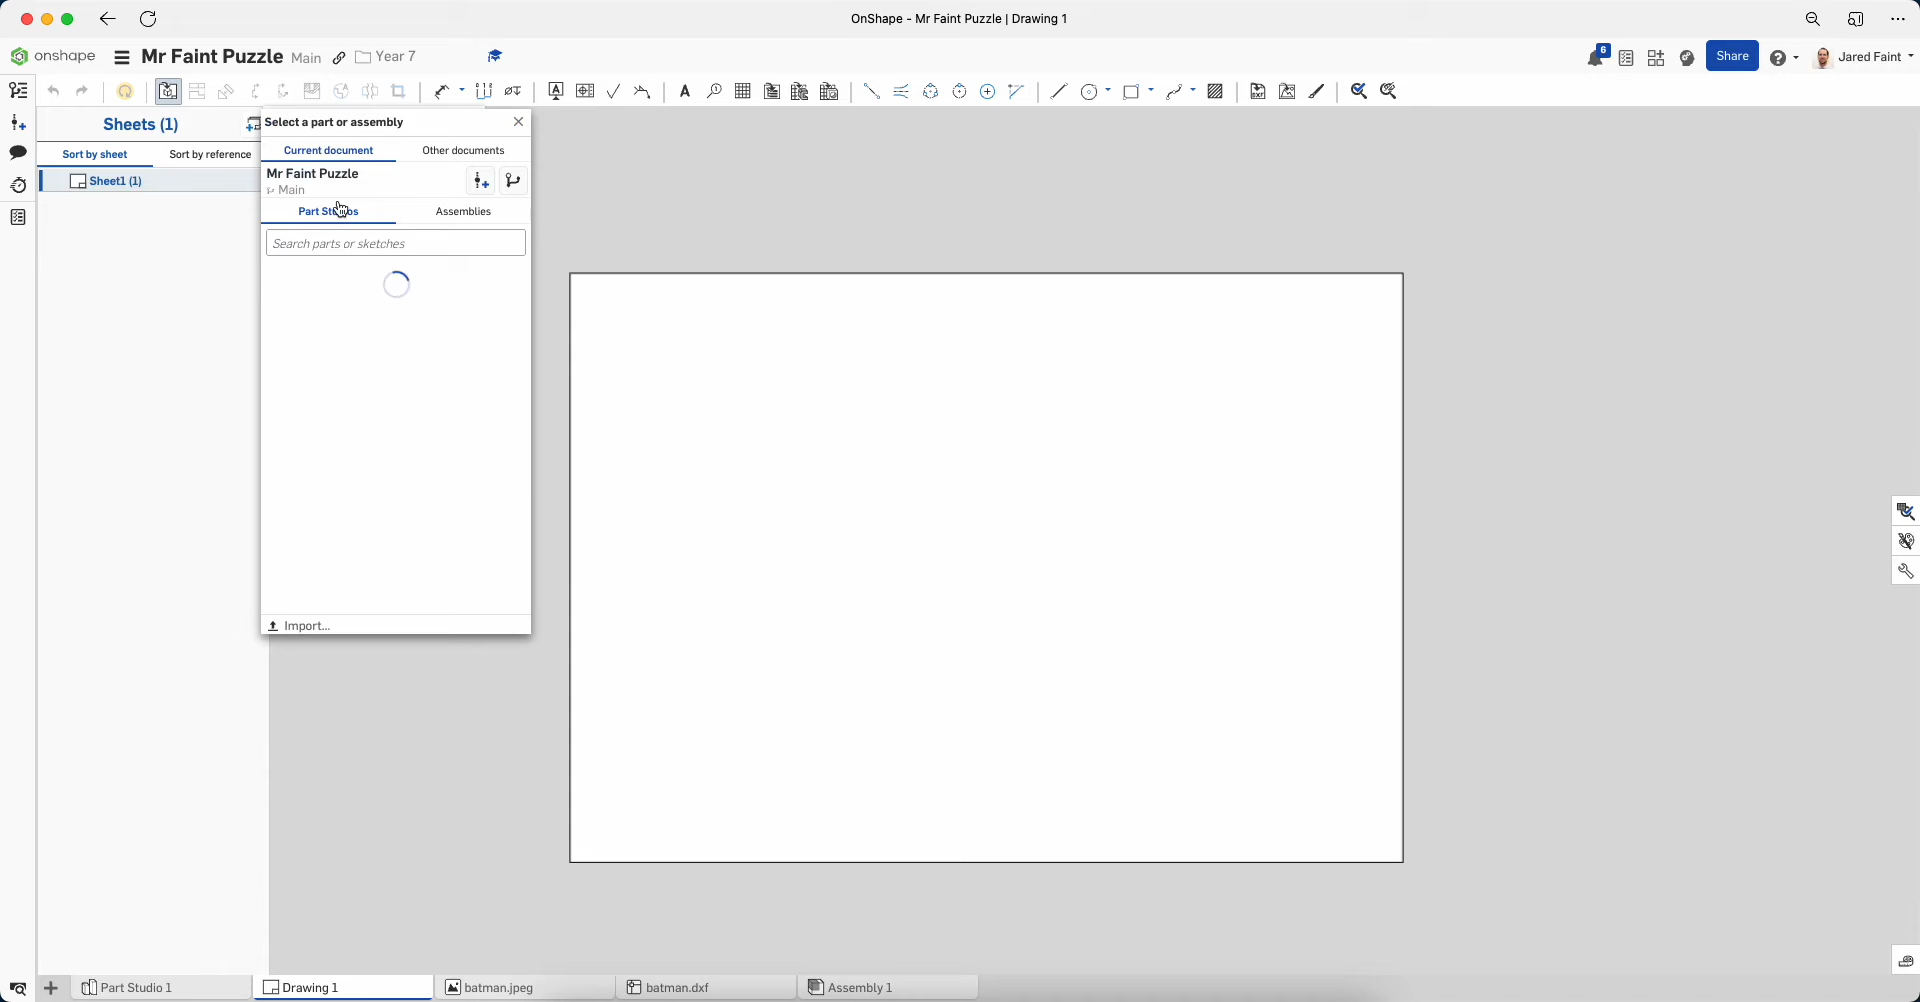 OnShape - Mr Faint Puzzle | Drawing 1
onshape Mr Faint Puzzle Main Year 7
6
Share
Jared Faint
Sheets (1)
Sort by sheet Sort by reference
Sheet1 (1)
Select a part or assembly
Current document Other documents
Mr Faint Puzzle
Main
Part Studios Assemblies
Search parts or sketches
Import...
Part Studio 1 Drawing 1 batman.jpeg batman.dxf Assembly 1